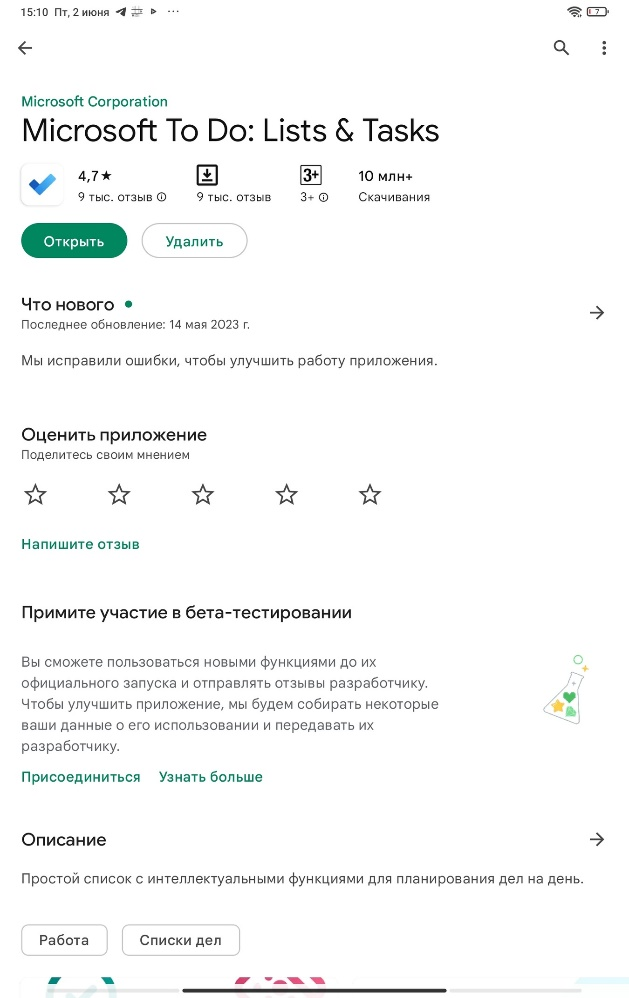 15:10 Пт, 2 июня 7
Microsoft Corporation
Microsoft To Do: Lists & Tasks
4,7★ 3+ 10 млн+
9 тыс. отзыв 9 тыс. отзыв 3+ Скачивания
Открыть Удалить
Что нового
Последнее обновление: 14 мая 2023 г.
Мы исправили ошибки, чтобы улучшить работу приложения.
Оценить приложение
Поделитесь своим мнением
Напишите отзыв
Примите участие в бета-тестировании
Вы сможете пользоваться новыми функциями до их
официального запуска и отправлять отзывы разработчику.
Чтобы улучшить приложение, мы будем собирать некоторые
ваши данные о его использовании и передавать их
разработчику.
Присоединиться Узнать больше
Описание
Простой список с интеллектуальными функциями для планирования дел на день.
Работа Списки дел